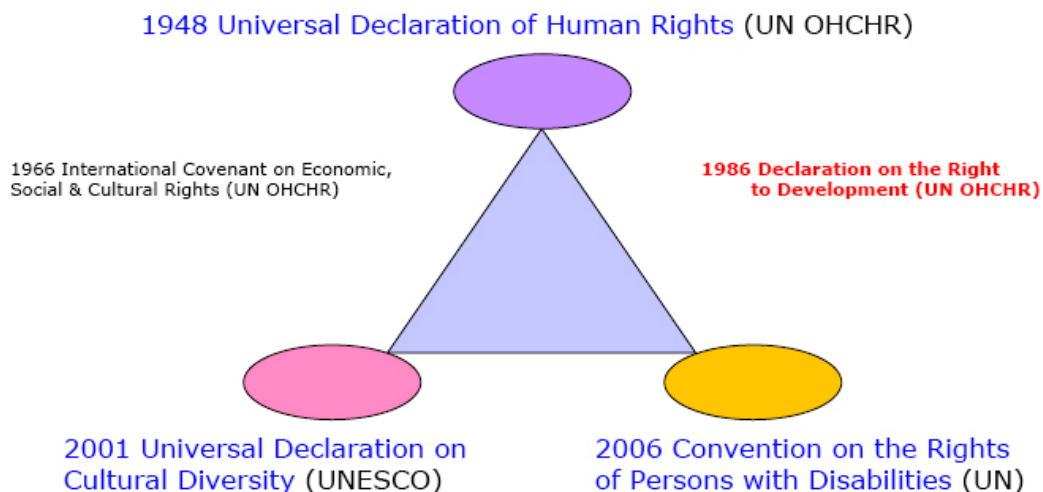 1948 Universal Declaration of Human Rights (UN OHCHR)
1966 International Covenant on Economic,
Social & Cultural Rights (UN OHCHR)
1986 Declaration on the Right
to Development (UN OHCHR)
2001 Universal Declaration on
Cultural Diversity (UNESCO)
2006 Convention on the Rights
of Persons with Disabilities (UN)